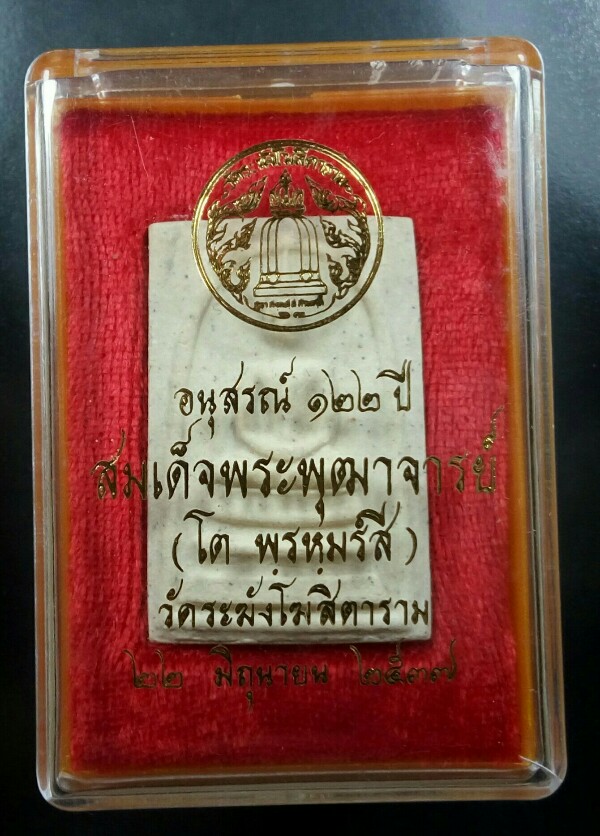 อนุสรณ์ ๑๒๒ ปี
สมเด็จพระพุฒาจารย์
(โต พฺรหฺมรํสี)
วัดระฆังโฆสิตาราม
๒๒ มิถุนายน ๒๕๓๗